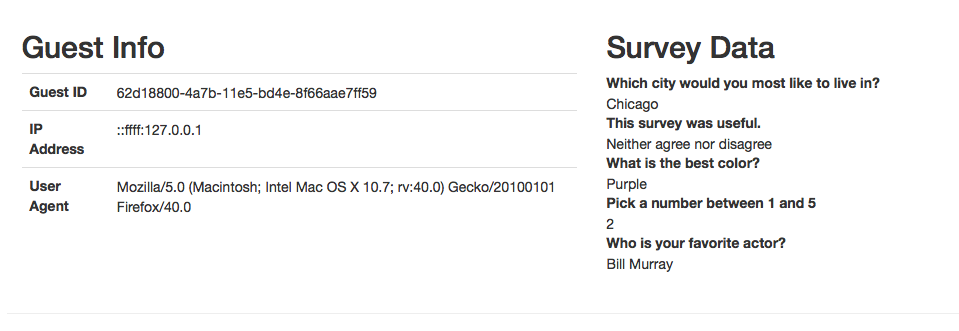 Guest Info
Guest ID 62d18800-4a7b-11e5-bd4e-8f66aae7ff59
IP Address ::ffff:127.0.0.1
User Agent Mozilla/5.0 (Macintosh; Intel Mac OS X 10.7; rv:40.0) Gecko/20100101
Firefox/40.0
Survey Data
Which city would you most like to live in?
Chicago
This survey was useful.
Neither agree nor disagree
What is the best color?
Purple
Pick a number between 1 and 5
2
Who is your favorite actor?
Bill Murray